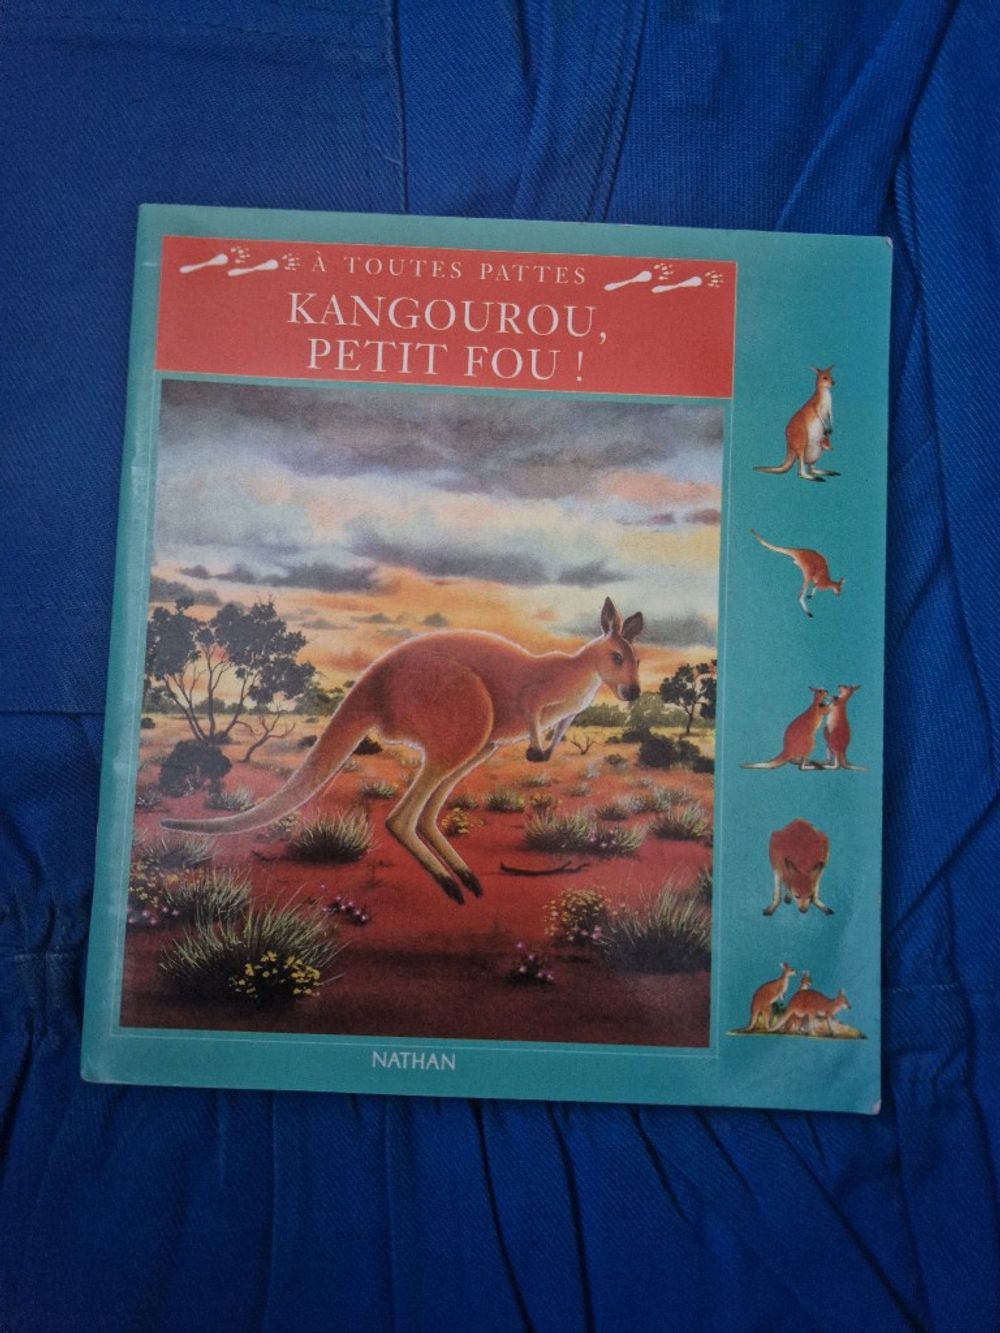 À TOUTES PATTES
KANGOUROU,
PETIT FOU !
NATHAN